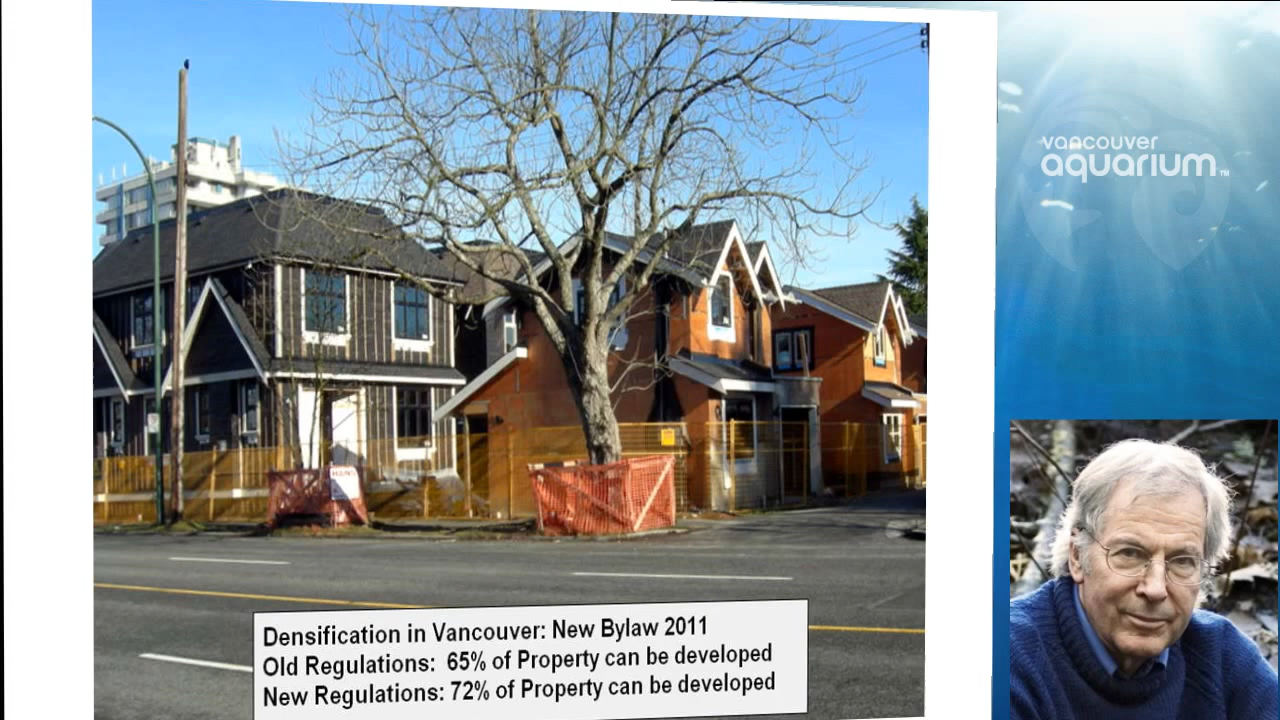 vancouver
aquarium
TM
Densification in Vancouver: New Bylaw 2011
Old Regulations: 65% of Property can be developed
New Regulations: 72% of Property can be developed